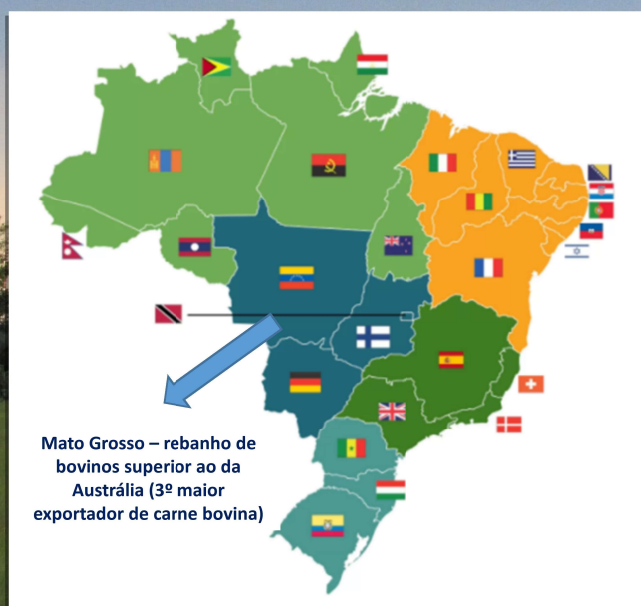 Mato Grosso – rebanho de
bovinos superior ao da
Austrália (3º maior
exportador de carne bovina)